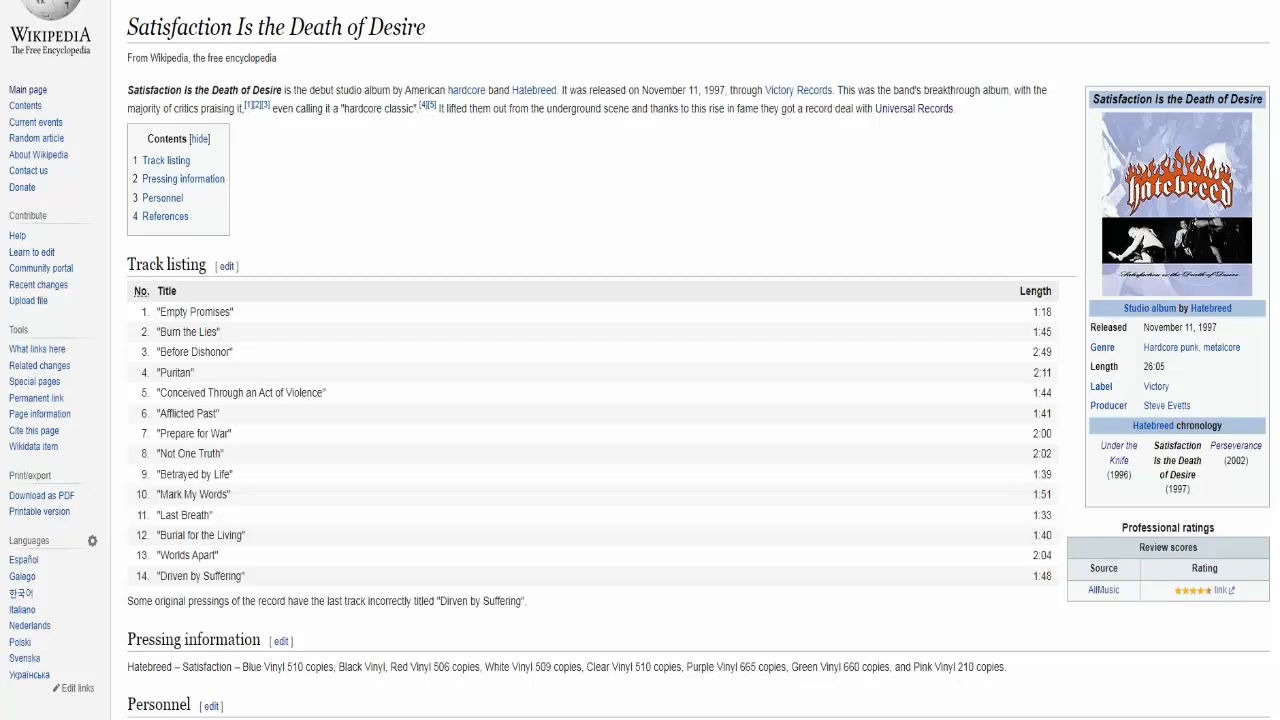 WIKIPEDIA
The Free Encyclopedia
Main page
Contents
Current events
Random article
About Wikipedia
Contact us
Donate
Contribute
Help
Learn to edit
Community portal
Recent changes
Upload file
Tools
What links here
Related changes
Special pages
Permanent link
Page information
Cite this page
Wikidata item
Print/export
Download as PDF
Printable version
Languages
Español
Galego
한국어
Italiano
Nederlands
Polski
Svenska
Українська
Edit links
Satisfaction Is the Death of Desire
From Wikipedia, the free encyclopedia
Satisfaction Is the Death of Desire is the debut studio album by American hardcore band Hatebreed. It was released on November 11, 1997, through Victory Records. This was the band's breakthrough album, with the
majority of critics praising it,[1][2][3] even calling it a "hardcore classic".[4][5] It lifted them out from the underground scene and thanks to this rise in fame they got a record deal with Universal Records.
Contents [hide]
1 Track listing
2 Pressing information
3 Personnel
4 References
Track listing [ edit ]
No. Title Length
1. "Empty Promises" 1:18
2. "Burn the Lies" 1:45
3. "Before Dishonor" 2:49
4. "Puritan" 2:11
5. "Conceived Through an Act of Violence" 1:44
6. "Afflicted Past" 1:41
7. "Prepare for War" 2:00
8. "Not One Truth" 2:02
9. "Betrayed by Life" 1:39
10. "Mark My Words" 1:51
11. "Last Breath" 1:33
12. "Burial for the Living" 1:40
13. "Worlds Apart" 2:04
14. "Driven by Suffering" 1:48
Some original pressings of the record have the last track incorrectly titled "Dirven by Suffering".
Pressing information [ edit ]
Hatebreed – Satisfaction – Blue Vinyl 510 copies, Black Vinyl, Red Vinyl 506 copies, White Vinyl 509 copies, Clear Vinyl 510 copies, Purple Vinyl 665 copies, Green Vinyl 660 copies, and Pink Vinyl 210 copies.
Personnel [ edit ]
Satisfaction Is the Death of Desire
hatebreed
Satisfaction is the Death of Desire
Studio album by Hatebreed
Released November 11, 1997
Genre Hardcore punk, metalcore
Length 26:05
Label Victory
Producer Steve Evetts
Hatebreed chronology
Under the Satisfaction Perseverance
Knife Is the Death (2002)
(1996) of Desire
(1997)
Professional ratings
Review scores
Source Rating
AllMusic ★★★★★ link